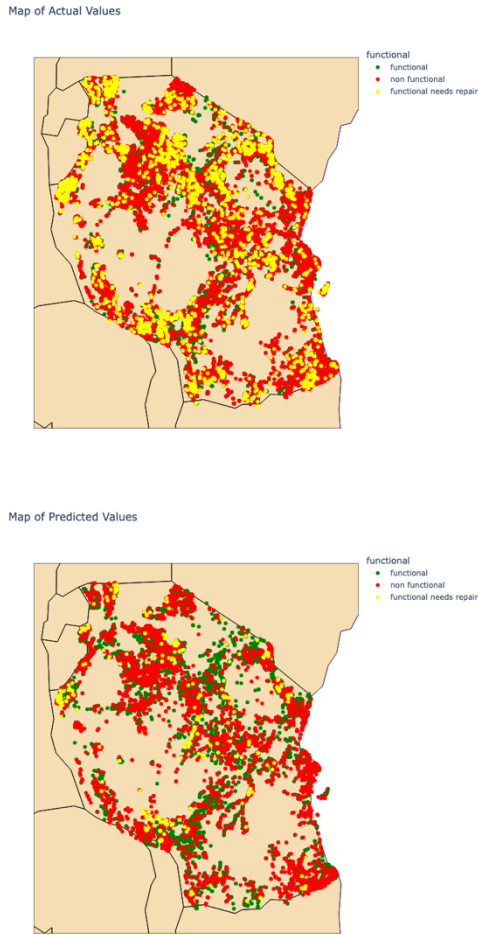 Map of Actual Values
functional
functional
non functional
functional needs repair
Map of Predicted Values
functional
functional
non functional
functional needs repair